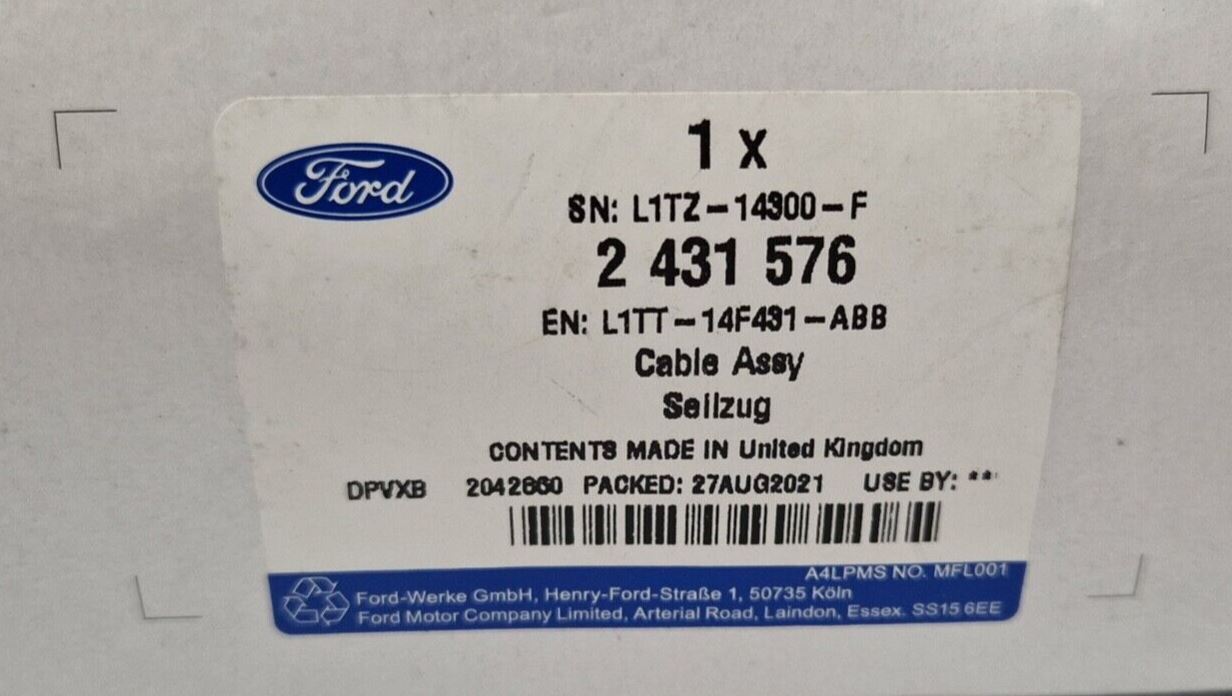 Ford
1 x
SN: L1TZ-14300-F
2 431 576
EN: L1TT-14F431-ABB
Cable Assy
Seilzug
CONTENTS MADE IN United Kingdom
DPVXB 2042860 PACKED: 27AUG2021 USE BY: **
A4LPMS NO. MFL001
Ford-Werke GmbH, Henry-Ford-Straße 1, 50735 Köln
Ford Motor Company Limited, Arterial Road, Laindon, Essex. SS15 6EE